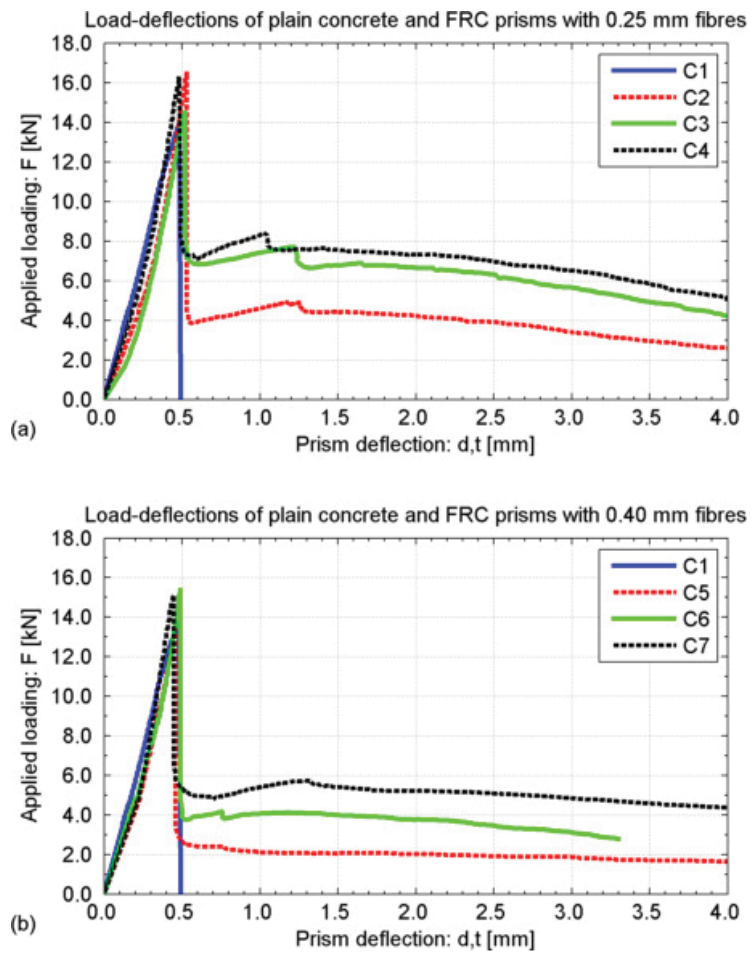 Load-deflections of plain concrete and FRC prisms with 0.25 mm fibres
18.0
16.0
14.0
12.0
10.0
8.0
6.0
4.0
2.0
0.0
Applied loading: F [kN]
C1
C2
C3
C4
0.0 0.5 1.0 1.5 2.0 2.5 3.0 3.5 4.0
(a)
Prism deflection: d,t [mm]
Load-deflections of plain concrete and FRC prisms with 0.40 mm fibres
18.0
16.0
14.0
12.0
10.0
8.0
6.0
4.0
2.0
0.0
Applied loading: F [kN]
C1
C5
C6
C7
0.0 0.5 1.0 1.5 2.0 2.5 3.0 3.5 4.0
(b)
Prism deflection: d,t [mm]